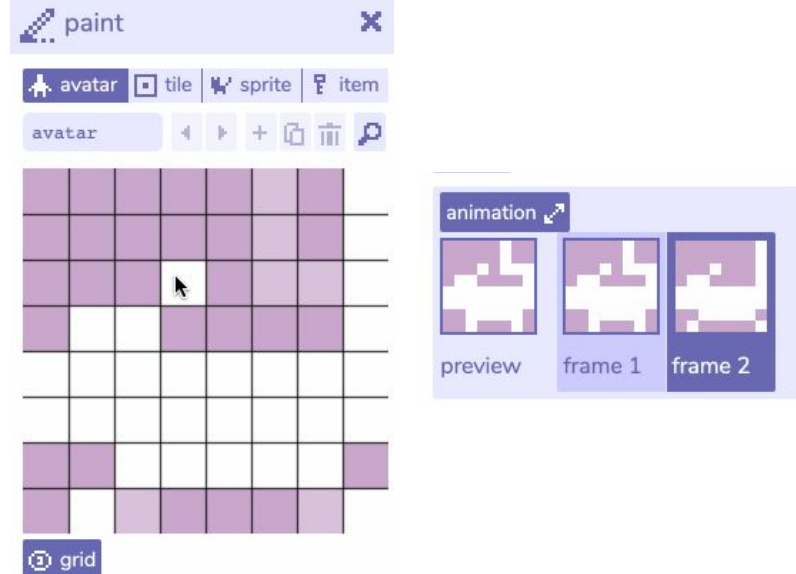 paint
avatar tile sprite item
avatar
grid
animation
preview frame 1 frame 2